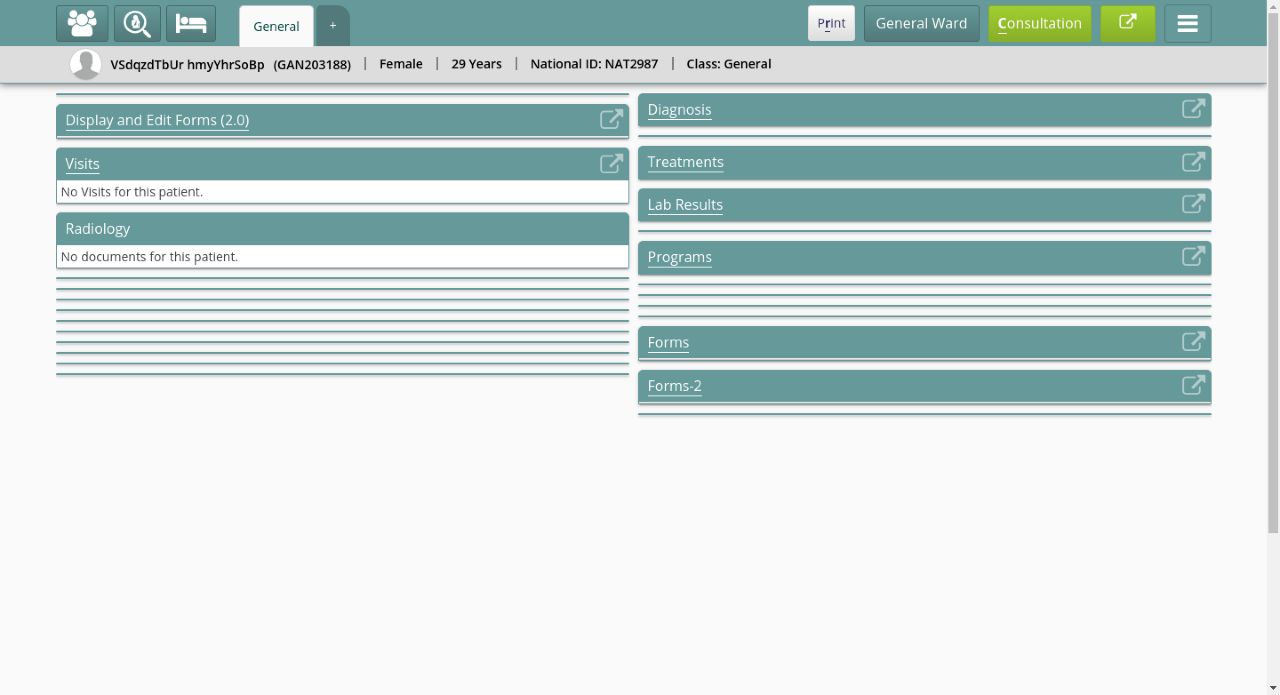 General
+
Print
General Ward
Consultation
VSdqzdTbUr hmyYhrSoBp (GAN203188) | Female | 29 Years | National ID: NAT2987 | Class: General
Display and Edit Forms (2.0)
Visits
No Visits for this patient.
Radiology
No documents for this patient.
Diagnosis
Treatments
Lab Results
Programs
Forms
Forms-2